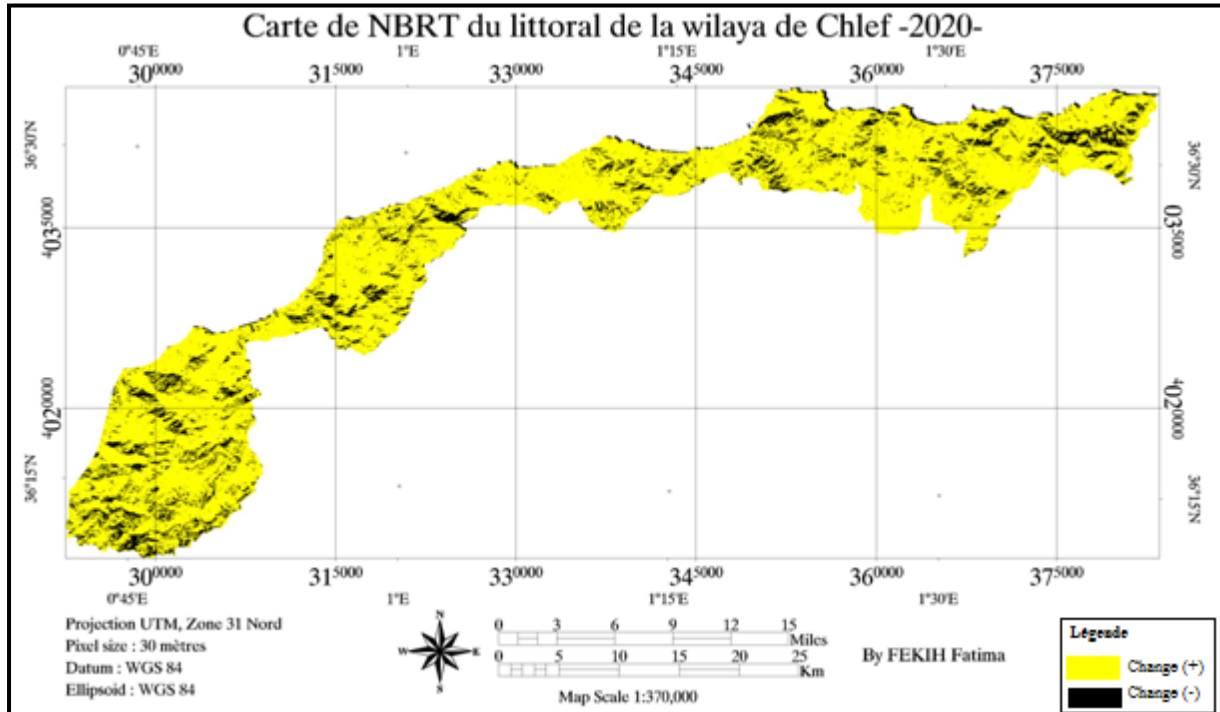 Carte de NBRT du littoral de la wilaya de Chlef -2020-
0°45'E 1°E 1°15'E 1°30'E
300000 315000 330000 345000 360000 375000
36°30'N 36°30'N
4035000 4035000
4020000 4020000
36°15'N 36°15'N
300000 315000 330000 345000 360000 375000
0°45'E 1°E 1°15'E 1°30'E
Projection UTM, Zone 31 Nord
Pixel size : 30 mètres
Datum : WGS 84
Ellipsoid : WGS 84
N
W E
S
0 3 6 9 12 15
Miles
0 5 10 15 20 25
Km
Map Scale 1:370,000
By FEKIH Fatima
Légende
Change (+)
Change (-)